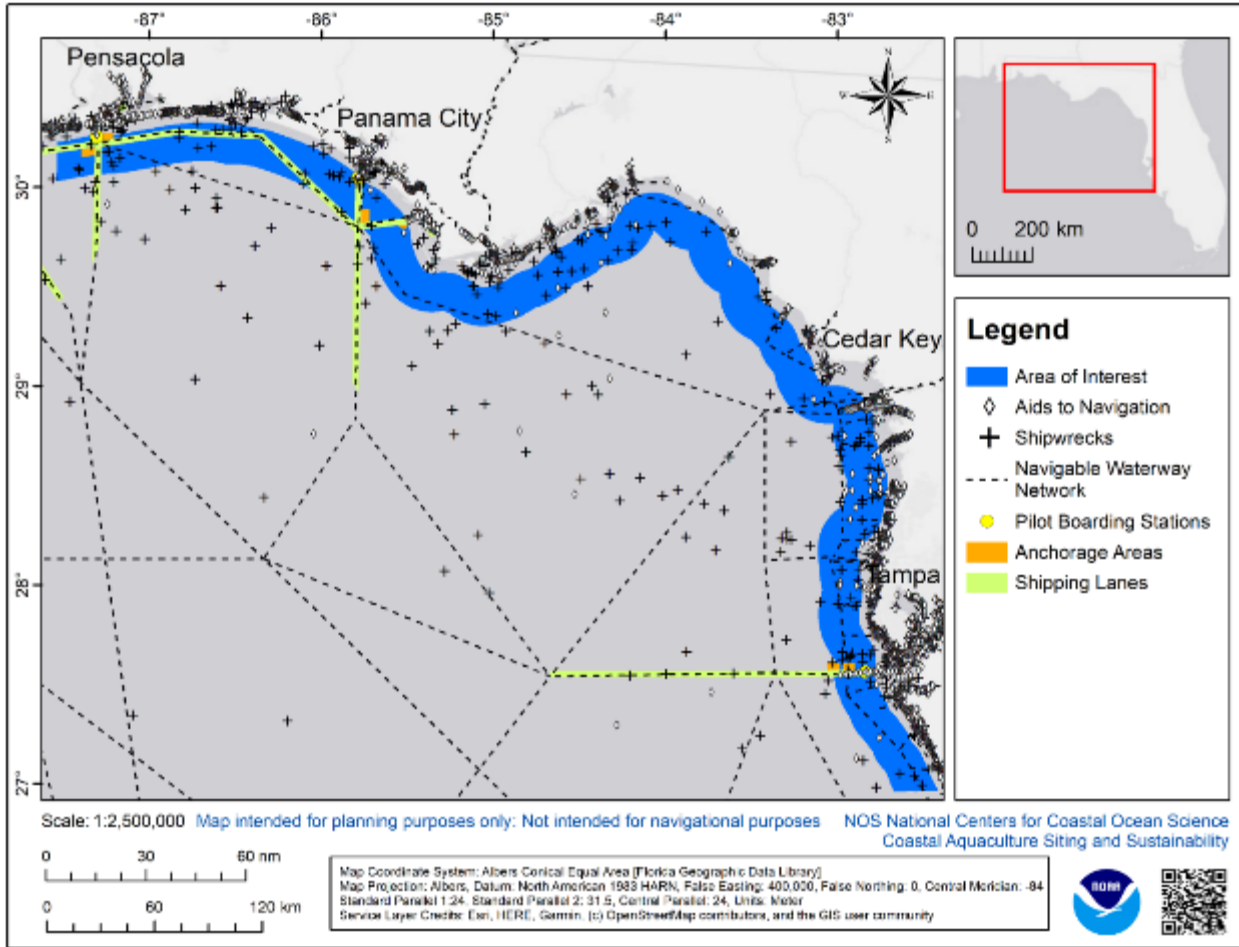 -87° -86° -85° -84° -83°
Pensacola
Panama City
Cedar Key
Tampa
30°
29°
28°
27°
N
W E
S
0 200 km
Legend
Area of Interest
Aids to Navigation
Shipwrecks
Navigable Waterway
Network
Pilot Boarding Stations
Anchorage Areas
Shipping Lanes
Scale: 1:2,500,000 Map intended for planning purposes only: Not intended for navigational purposes
NOS National Centers for Coastal Ocean Science
Coastal Aquaculture Siting and Sustainability
0 30 60 nm
0 60 120 km
Map Coordinate System: Albers Conical Equal Area [Florida Geographic Data Library]
Map Projection: Albers, Datum: North American 1983 HARN, False Easting: 400,000, False Northing: 0, Central Meridian: -84
Standard Parallel 1:24, Standard Parallel 2: 31.5, Central Parallel: 24, Units: Meter
Service Layer Credits: Esri, HERE, Garmin, (c) OpenStreetMap contributors, and the GIS user community
NOAA